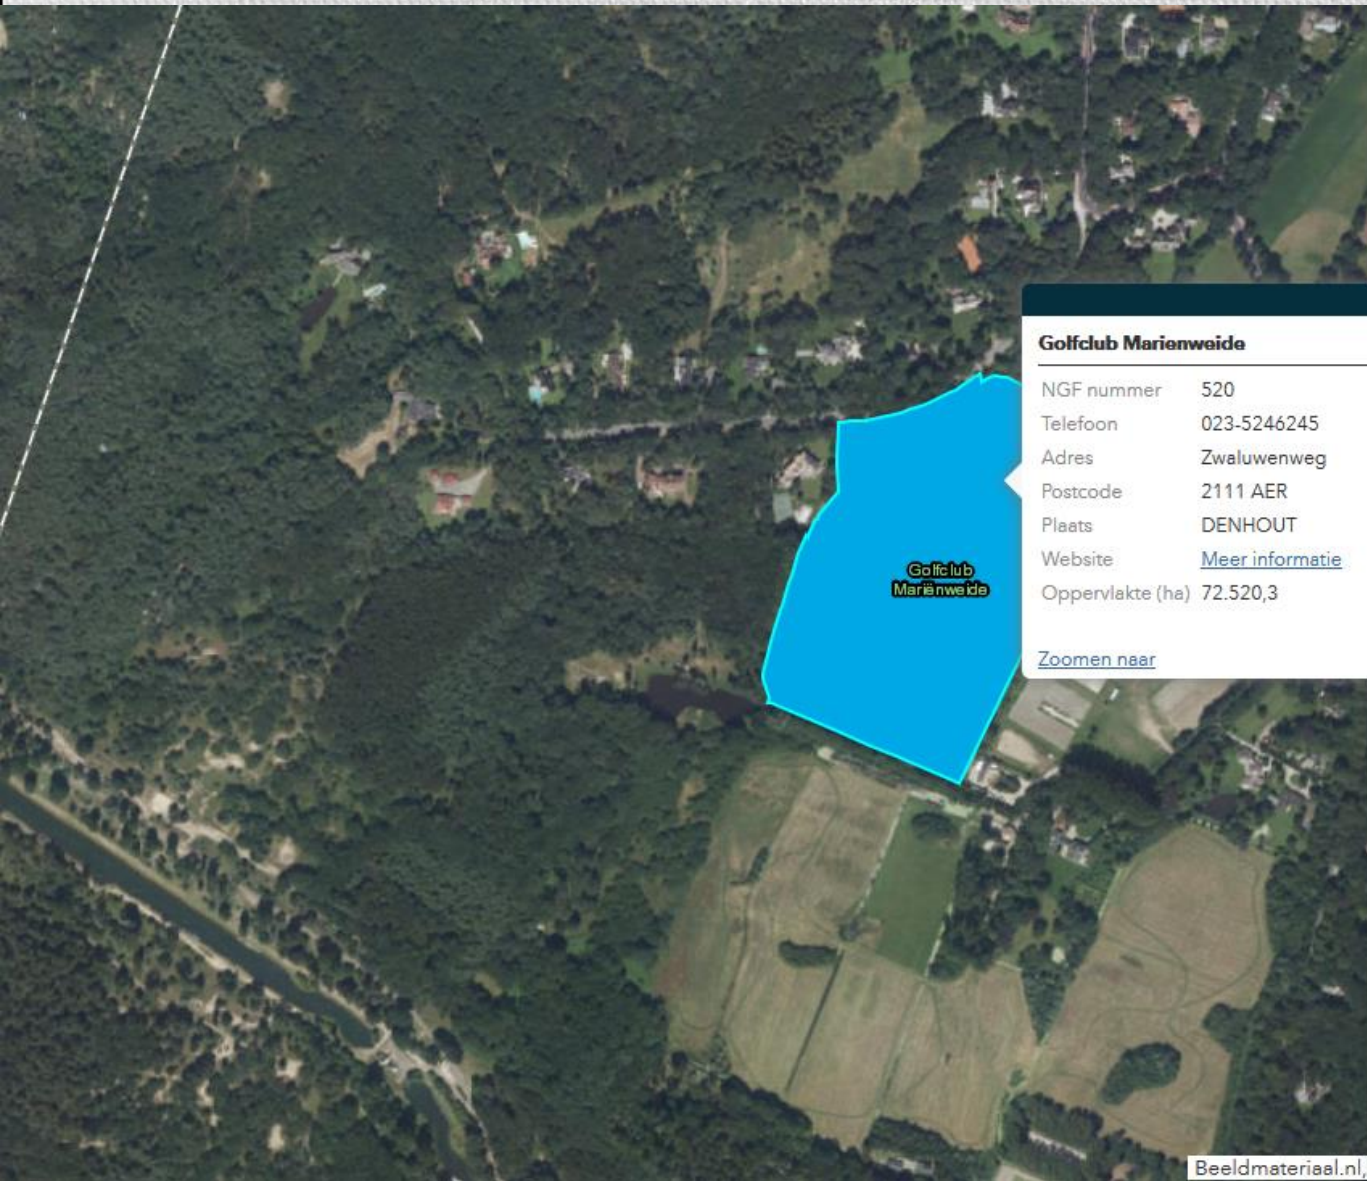 Golfclub Marienweide
NGF nummer 520
Telefoon 023-5246245
Adres Zwaluwenweg
Postcode 2111 AER
Plaats DENHOUT
Website Meer informatie
Oppervlakte (ha) 72.520,3
Zoomen naar
Golfclub
Mariënweide
Beeldmateriaal.nl,